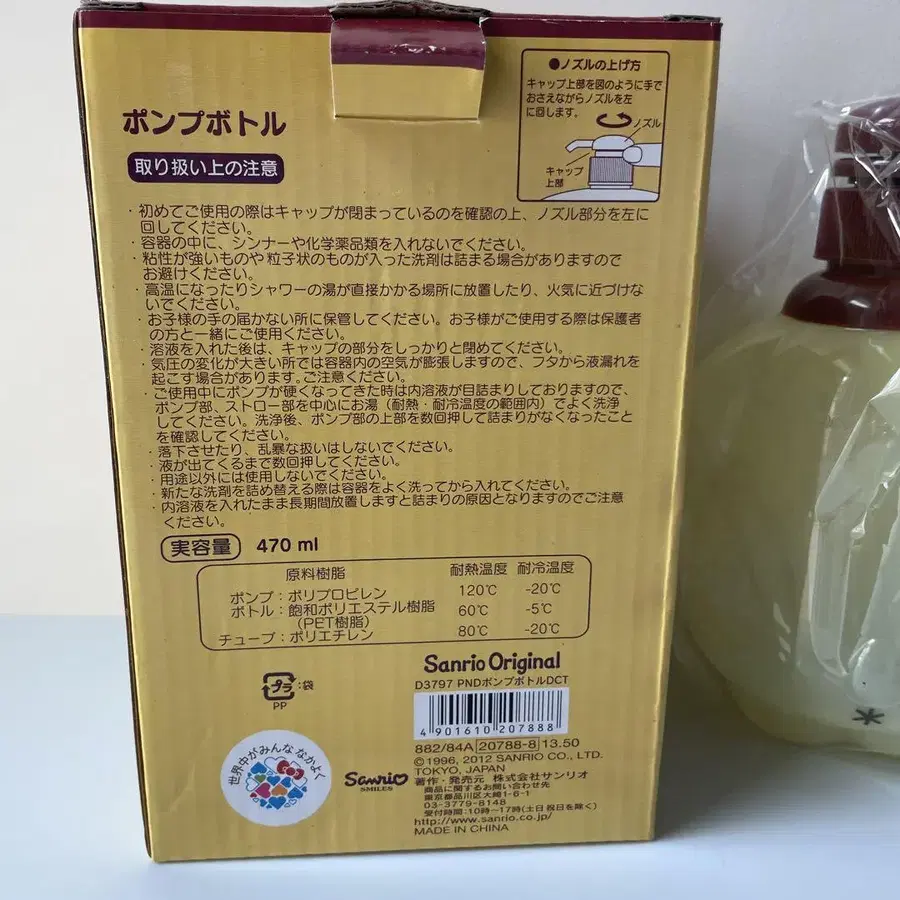 ●ノズルの上げ方
キャップ上部を図のように手で
おさえながらノズルを左
に回します。
ノズル
キャップ
上部
ポンプボトル
取り扱い上の注意
・初めてご使用の際はキャップが閉まっているのを確認の上、ノズル部分を左に
回してください。
・容器の中に、シンナーや化学薬品類を入れないでください。
・粘性が強いものや粒子状のものが入った洗剤は詰まる場合がありますので
お避けください。
・高温になったりシャワーの湯が直接かかる場所に放置したり、火気に近づけな
いでください。
・お子様の手の届かない所に保管してください。お子様がご使用する際は保護者
の方と一緒にご使用ください。
・溶液を入れた後は、キャップの部分をしっかりと閉めてください。
・気圧の変化が大きい所では容器内の空気が膨張しますので、フタから液漏れを
起こす場合があります。ご注意ください。
・ご使用中にポンプが硬くなってきた時は内溶液が目詰まりしておりますので、
ポンプ部、ストロー部を中心にお湯（耐熱・耐冷温度の範囲内）でよく洗浄
してください。洗浄後、ポンプ部の上部を数回押して詰まりがなくなったこと
を確認してください。
・落下させたり、乱暴な扱いはしないでください。
・液が出てくるまで数回押してください。
・用途以外には使用しないでください。
・新たな洗剤を詰め替える際は容器をよく洗ってから入れてください。
・内溶液を入れたまま長期間放置しますと詰まりの原因となりますのでご注意
ください。
実容量 470 ml
原料樹脂 耐熱温度 耐冷温度
ポンプ：ポリプロピレン 120℃ -20℃
ボトル：飽和ポリエステル樹脂 60℃ -5℃
(PET樹脂)
チューブ：ポリエチレン 80℃ -20℃
プラ :袋
PP
Sanrio Original
D3797 PNDポンプボトルDCT
4 901610 207888
882/84A 20788-8 13.50
©1996, 2012 SANRIO CO., LTD.
TOKYO, JAPAN
著作・発売元 株式会社サンリオ
商品に関するお問い合わせ先
東京都品川区大崎1-6-1
03-3779-8148
受付時間:10時〜17時(土日祝日を除く)
http://www.sanrio.co.jp/
MADE IN CHINA
世界中がみんななかよく
Sanrio
SMILES